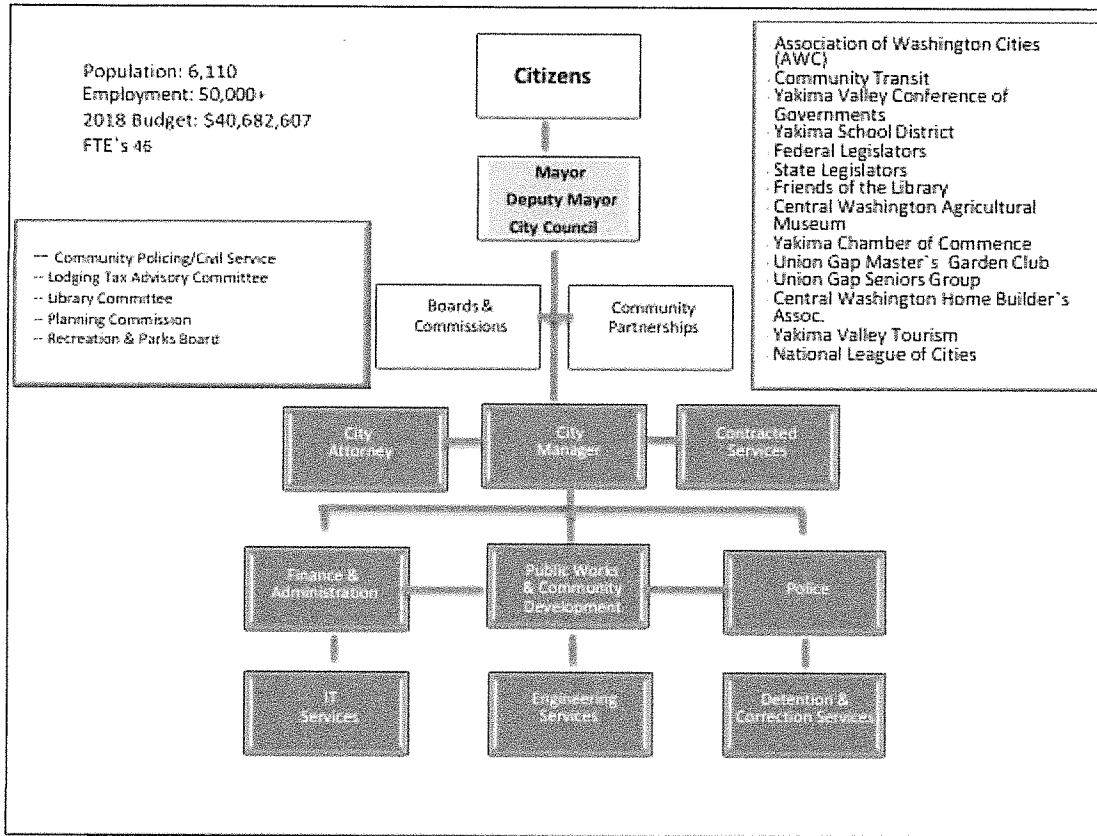 Population: 6,110
Employment: 50,000+
2018 Budget: $40,682,607
FTE`s 46
Citizens
Mayor
Deputy Mayor
City Council
Association of Washington Cities
(AWC)
Community Transit
Yakima Valley Conference of
Governments
Yakima School District
Federal Legislators
State Legislators
Friends of the Library
Central Washington Agricultural
Museum
Yakima Chamber of Commerce
Union Gap Master`s Garden Club
Union Gap Seniors Group
Central Washington Home Builder`s
Assoc.
Yakima Valley Tourism
National League of Cities
-- Community Policing/Civil Service
-- Lodging Tax Advisory Committee
-- Library Committee
-- Planning Commission
-- Recreation & Parks Board
Boards &
Commissions
Community
Partnerships
City
Attorney
City
Manager
Contracted
Services
Finance &
Administration
Public Works
& Community
Development
Police
IT
Services
Engineering
Services
Detention &
Correction Services